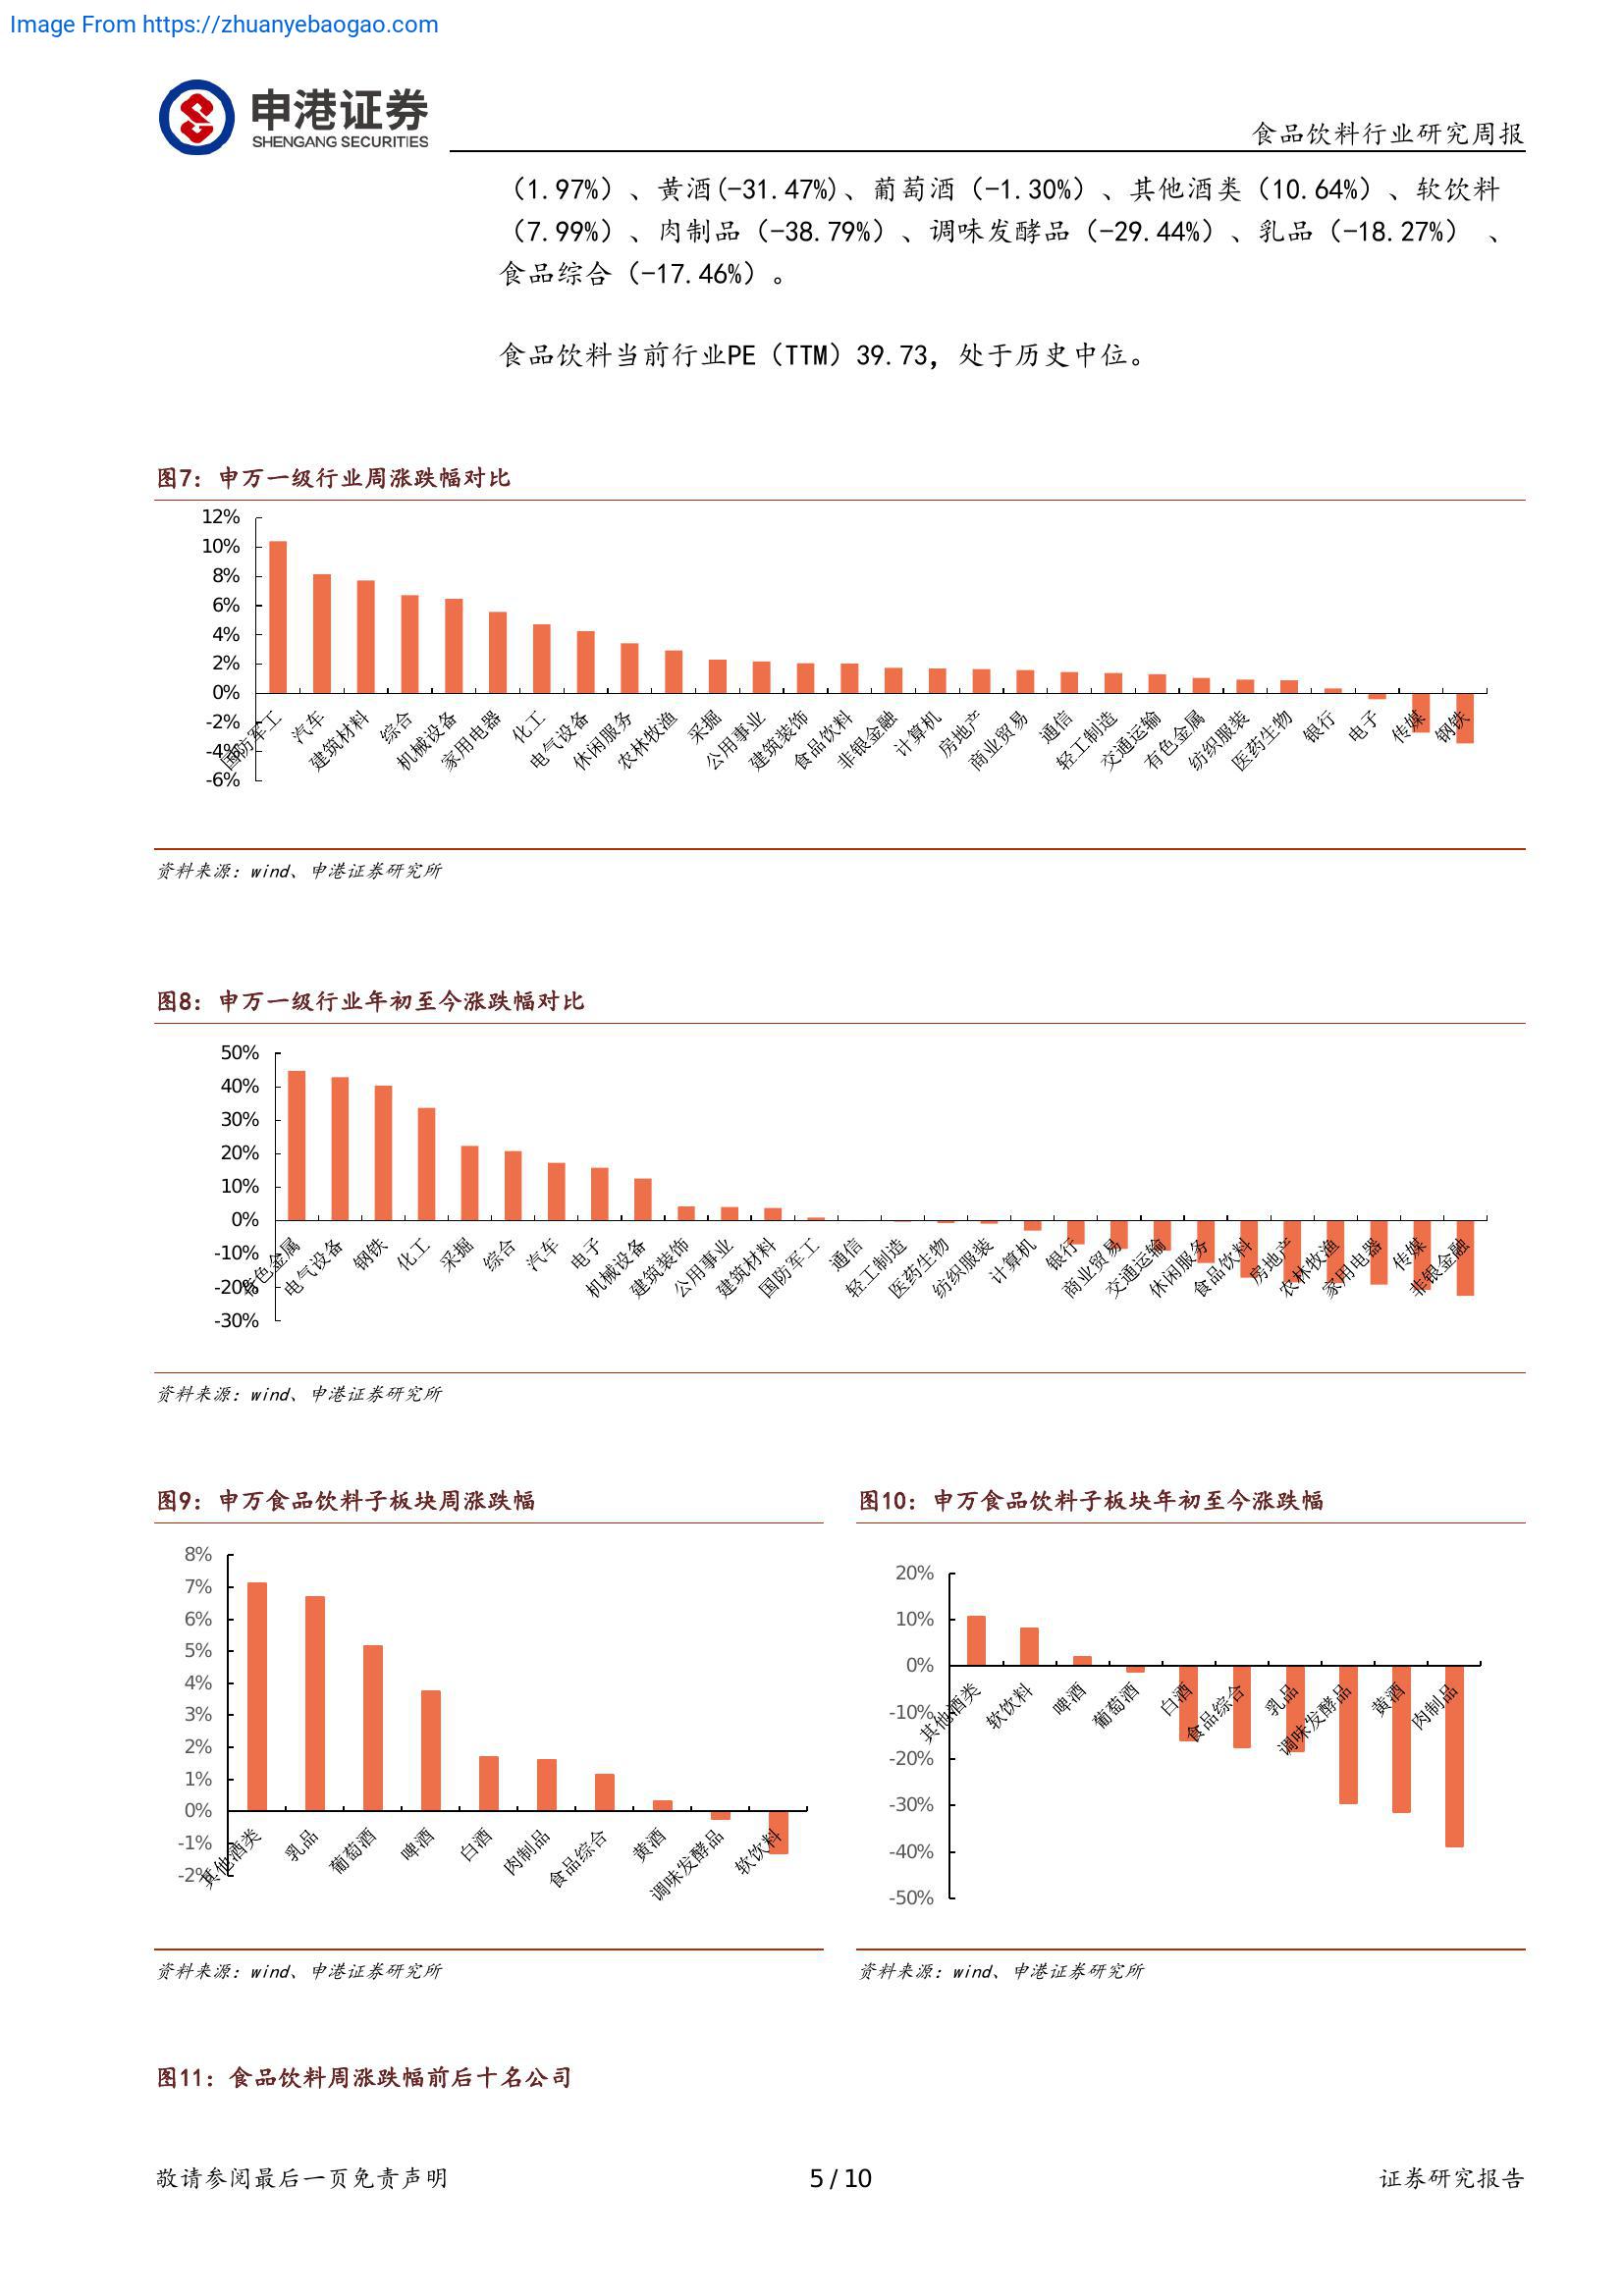 Image From https://zhuanyebaogao.com
申港证券
SHENGANG SECURITIES
食品饮料行业研究周报
（1.97%）、黄酒(-31.47%)、葡萄酒（-1.30%）、其他酒类（10.64%）、软饮料
（7.99%）、肉制品（-38.79%）、调味发酵品（-29.44%）、乳品（-18.27%） 、
食品综合（-17.46%）。
食品饮料当前行业PE（TTM）39.73，处于历史中位。
图7：申万一级行业周涨跌幅对比
12%
10%
8%
6%
4%
2%
0%
-2%
-4%
-6%
国防军工 汽车 建筑材料 综合 机械设备 家用电器 化工 电气设备 休闲服务 农林牧渔 采掘 公用事业 建筑装饰 食品饮料 非银金融 计算机 房地产 商业贸易 通信 轻工制造 交通运输 有色金属 纺织服装 医药生物 银行 电子 传媒 钢铁
资料来源：wind、申港证券研究所
图8：申万一级行业年初至今涨跌幅对比
50%
40%
30%
20%
10%
0%
-10%
-20%
-30%
有色金属 电气设备 钢铁 化工 采掘 综合 汽车 电子 机械设备 建筑装饰 公用事业 建筑材料 国防军工 通信 轻工制造 医药生物 纺织服装 计算机 银行 商业贸易 交通运输 休闲服务 食品饮料 房地产 农林牧渔 家用电器 传媒 非银金融
资料来源：wind、申港证券研究所
图9：申万食品饮料子板块周涨跌幅
8%
7%
6%
5%
4%
3%
2%
1%
0%
-1%
-2%
其他酒类 乳品 葡萄酒 啤酒 白酒 肉制品 食品综合 黄酒 调味发酵品 软饮料
资料来源：wind、申港证券研究所
图10：申万食品饮料子板块年初至今涨跌幅
20%
10%
0%
-10%
-20%
-30%
-40%
-50%
其他酒类 软饮料 啤酒 葡萄酒 白酒 食品综合 乳品 调味发酵品 黄酒 肉制品
资料来源：wind、申港证券研究所
图11：食品饮料周涨跌幅前后十名公司
敬请参阅最后一页免责声明
5 / 10
证券研究报告